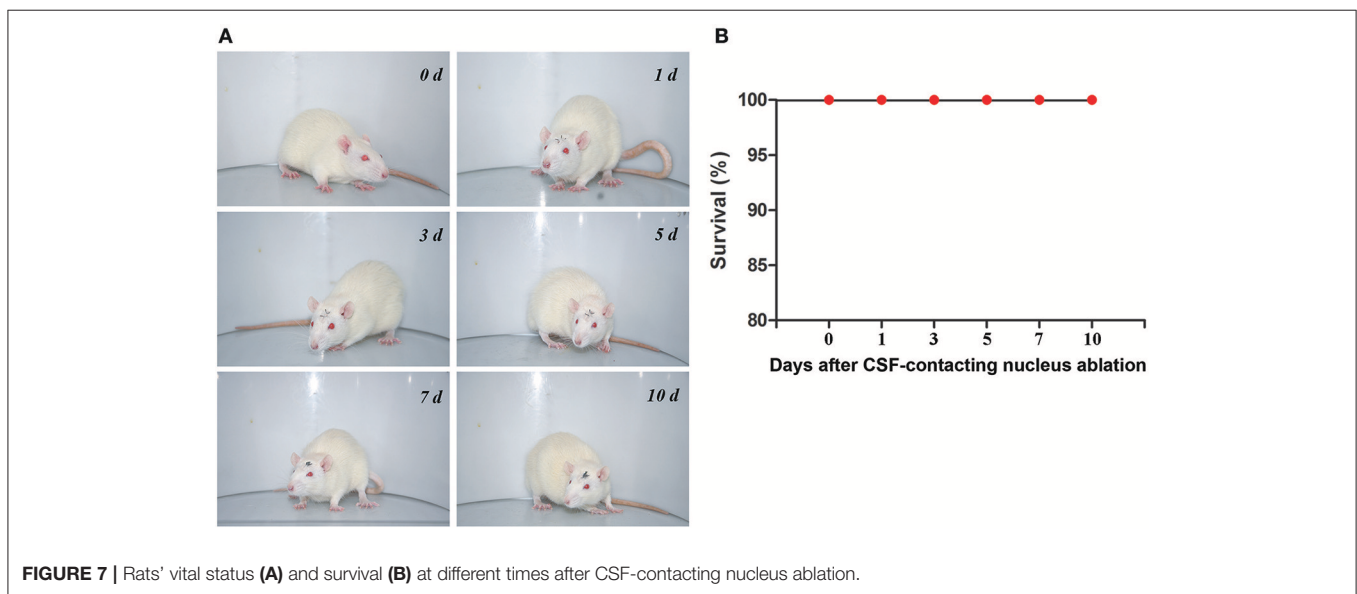 A
0 d
1 d
3 d
5 d
7 d
10 d
B
100
95
90
85
80
Survival (%)
0 1 3 5 7 10
Days after CSF-contacting nucleus ablation
FIGURE 7 | Rats' vital status (A) and survival (B) at different times after CSF-contacting nucleus ablation.